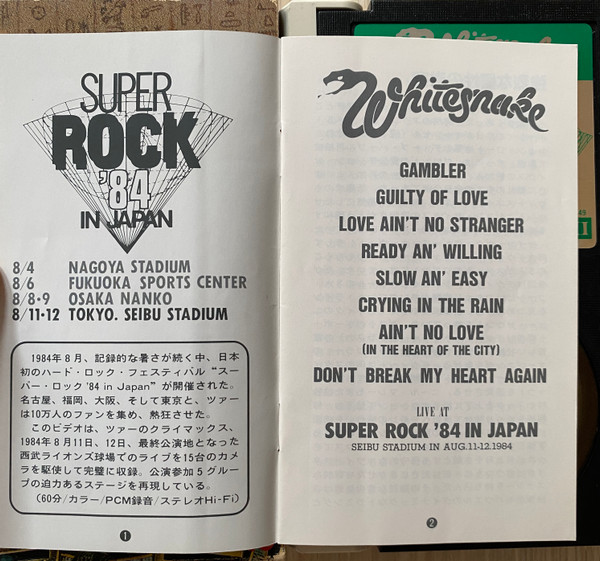 SUPER
ROCK
'84
IN JAPAN
8/4 NAGOYA STADIUM
8/6 FUKUOKA SPORTS CENTER
8/8・9 OSAKA NANKO
8/11・12 TOKYO. SEIBU STADIUM
1984年8月、記録的な暑さが続く中、日本
初のハード・ロック・フェスティバル“スー
パー・ロック'84 in Japan”が開催された。
名古屋、福岡、大阪、そして東京と、ツァー
は10万人のファンを集め、熱狂させた。
このビデオは、ツァーのクライマックス、
1984年8月11日、12日、最終公演地となった
西武ライオンズ球場でのライブを15台のカメ
ラを駆使して完璧に収録。公演参加5グルー
プの迫力あるステージを再現している。
(60分/カラー/PCM録音/ステレオHi-Fi)
1
Whitesnake
GAMBLER
GUILTY OF LOVE
LOVE AIN'T NO STRANGER
READY AN' WILLING
SLOW AN' EASY
CRYING IN THE RAIN
AIN'T NO LOVE
(IN THE HEART OF THE CITY)
DON'T BREAK MY HEART AGAIN
LIVE AT
SUPER ROCK '84 IN JAPAN
SEIBU STADIUM IN AUG.11-12.1984
2
Whitesnake